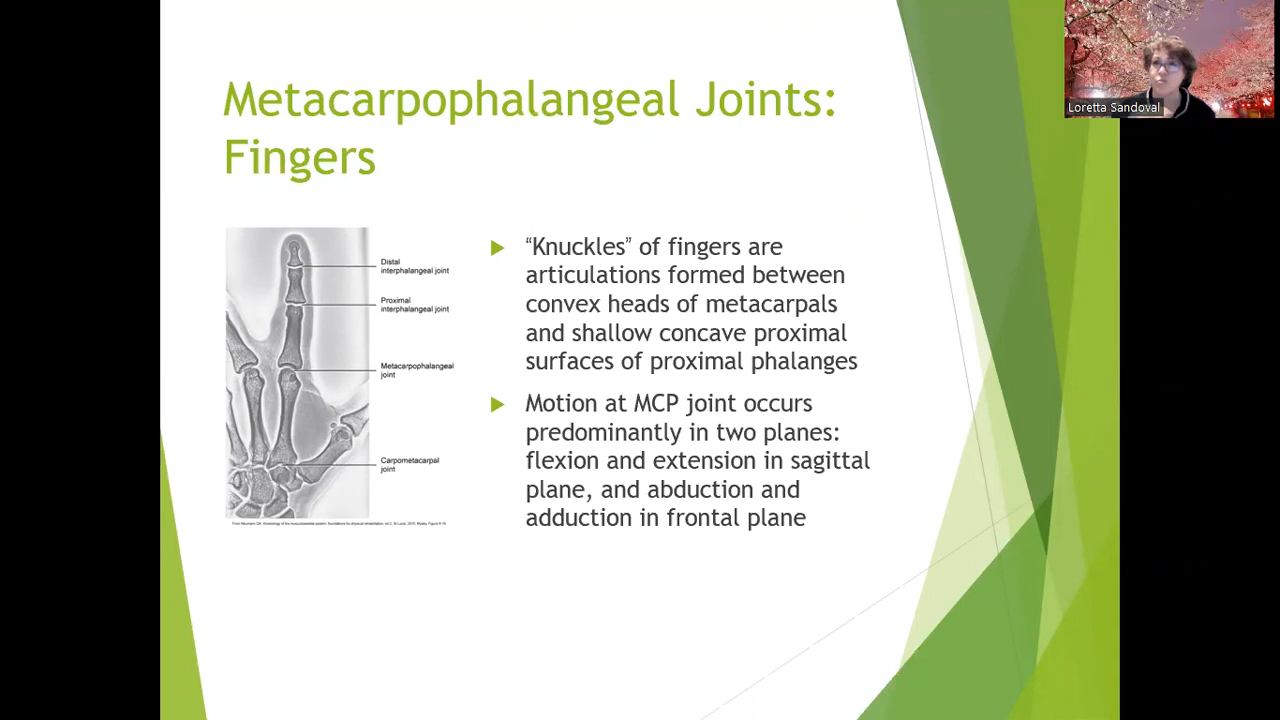 Loretta Sandoval
Metacarpophalangeal Joints:
Fingers
Distal
interphalangeal joint
Proximal
interphalangeal joint
Metacarpophalangeal
joint
Carpometacarpal
joint
“Knuckles” of fingers are
articulations formed between
convex heads of metacarpals
and shallow concave proximal
surfaces of proximal phalanges
Motion at MCP joint occurs
predominantly in two planes:
flexion and extension in sagittal
plane, and abduction and
adduction in frontal plane